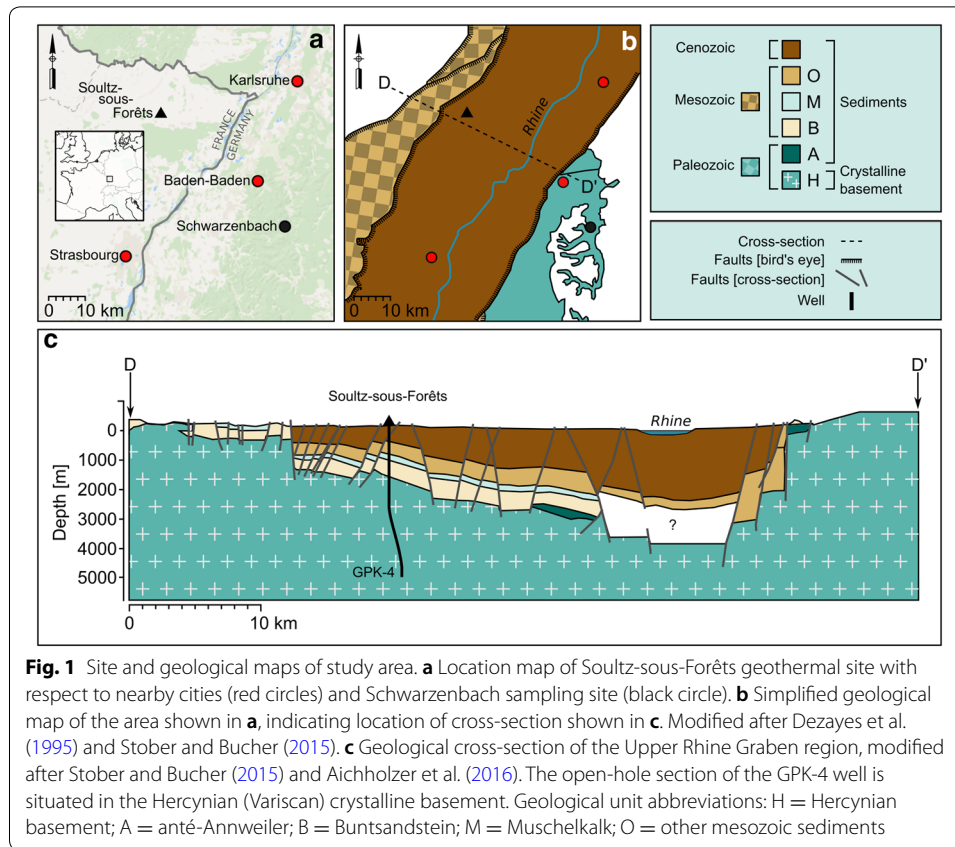 a
Karlsruhe
Soultz-
sous-
Forêts
FRANCE
GERMANY
Baden-Baden
Schwarzenbach
Strasbourg
0 10 km
b
D
Rhine
D'
0 10 km
Cenozoic
Mesozoic
Paleozoic
O
M
B
A
H
Sediments
Crystalline
basement
Cross-section
Faults [bird's eye]
Faults [cross-section]
Well
c
D
D'
Soultz-sous-Forêts
Rhine
Depth [m]
0
1000
2000
3000
4000
5000
?
GPK-4
0 10 km
Fig. 1 Site and geological maps of study area. a Location map of Soultz-sous-Forêts geothermal site with
respect to nearby cities (red circles) and Schwarzenbach sampling site (black circle). b Simplified geological
map of the area shown in a, indicating location of cross-section shown in c. Modified after Dezayes et al.
(1995) and Stober and Bucher (2015). c Geological cross-section of the Upper Rhine Graben region, modified
after Stober and Bucher (2015) and Aichholzer et al. (2016). The open-hole section of the GPK-4 well is
situated in the Hercynian (Variscan) crystalline basement. Geological unit abbreviations: H = Hercynian
basement; A = anté-Annweiler; B = Buntsandstein; M = Muschelkalk; O = other mesozoic sediments